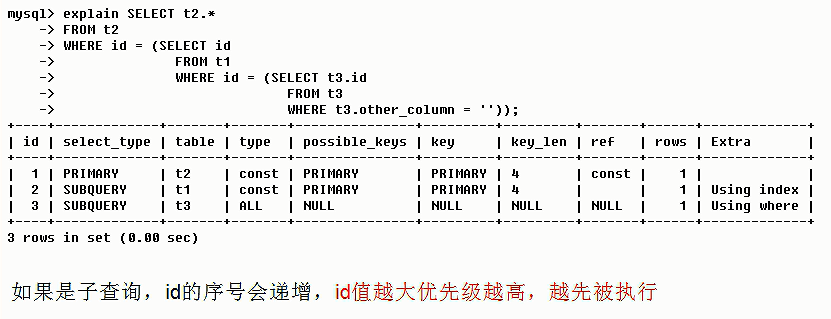 mysql> explain SELECT t2.*
    -> FROM t2
    -> WHERE id = (SELECT id
    ->             FROM t1
    ->             WHERE id = (SELECT t3.id
    ->                         FROM t3
    ->                         WHERE t3.other_column = ''));
+----+-------------+-------+-------+---------------+---------+---------+-------+------+-------------+
| id | select_type | table | type  | possible_keys | key     | key_len | ref   | rows | Extra       |
+----+-------------+-------+-------+---------------+---------+---------+-------+------+-------------+
|  1 | PRIMARY     | t2    | const | PRIMARY       | PRIMARY | 4       | const |    1 |             |
|  2 | SUBQUERY    | t1    | const | PRIMARY       | PRIMARY | 4       |       |    1 | Using index |
|  3 | SUBQUERY    | t3    | ALL   | NULL          | NULL    | NULL    | NULL  |    1 | Using where |
+----+-------------+-------+-------+---------------+---------+---------+-------+------+-------------+
3 rows in set (0.00 sec)
如果是子查询，id的序号会递增，id值越大优先级越高，越先被执行